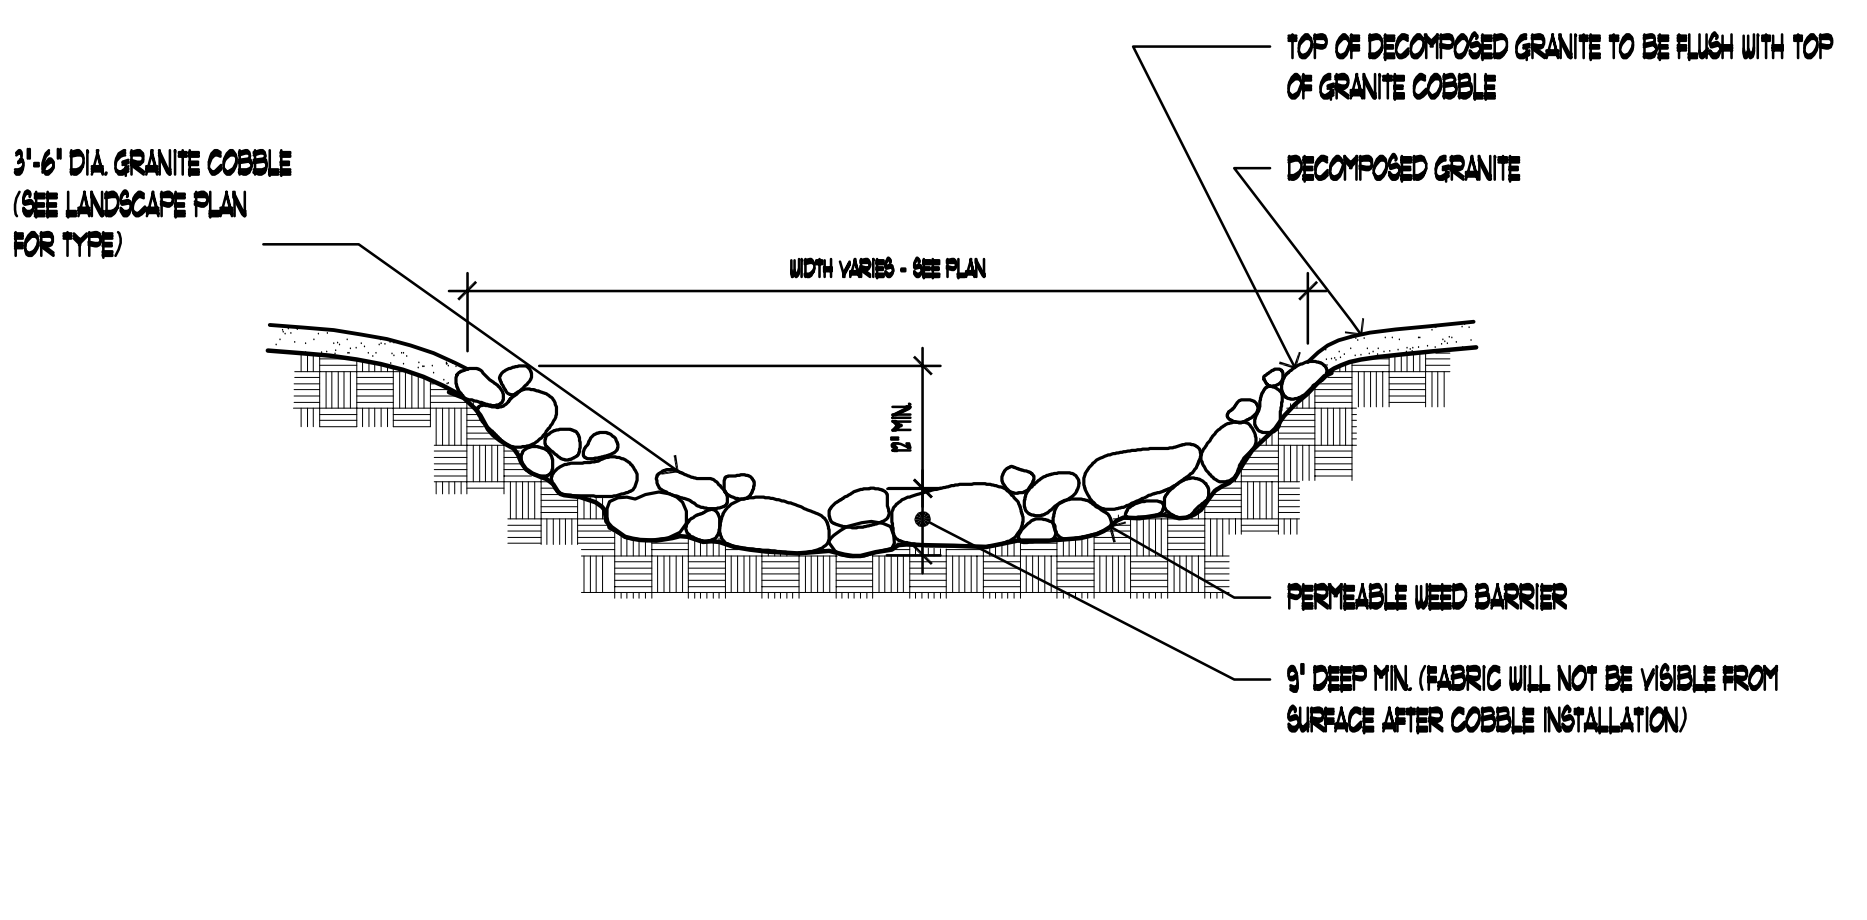 TOP OF DECOMPOSED GRANITE TO BE FLUSH WITH TOP
OF GRANITE COBBLE
3"-6" DIA. GRANITE COBBLE
(SEE LANDSCAPE PLAN
FOR TYPE)
DECOMPOSED GRANITE
WIDTH VARIES - SEE PLAN
12" MIN.
PERMEABLE WEED BARRIER
9" DEEP MIN. (FABRIC WILL NOT BE VISIBLE FROM
SURFACE AFTER COBBLE INSTALLATION)